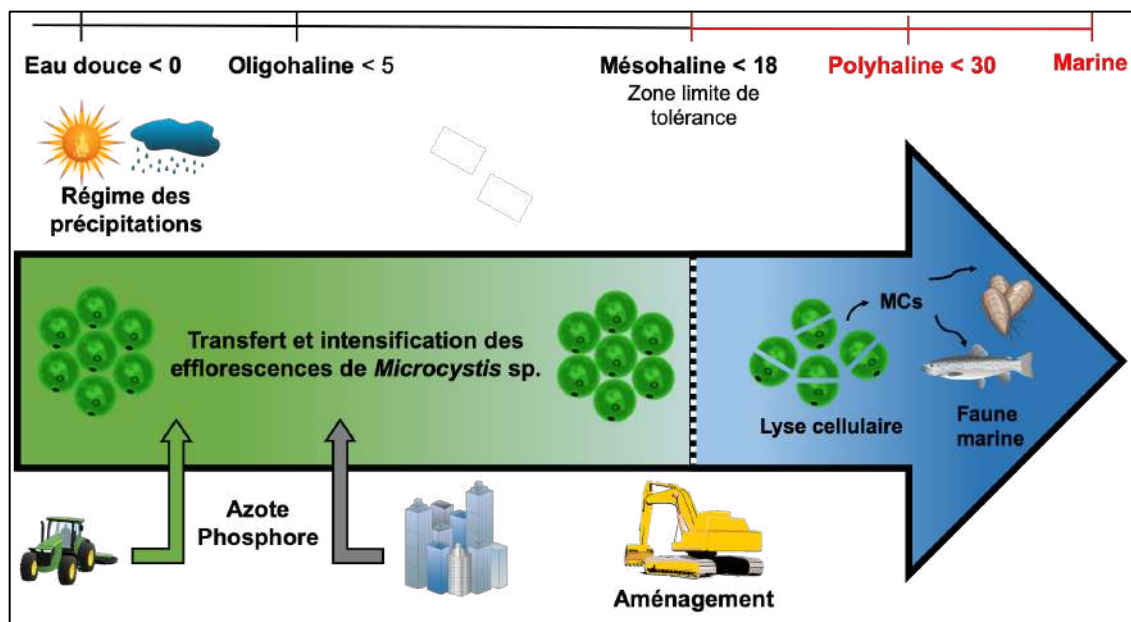 Eau douce < 0
Oligohaline < 5
Mésohaline < 18
Zone limite de
tolérance
Polyhaline < 30
Marine
Régime des
précipitations
Transfert et intensification des
efflorescences de Microcystis sp.
MCs
Lyse cellulaire
Faune
marine
Azote
Phosphore
Aménagement